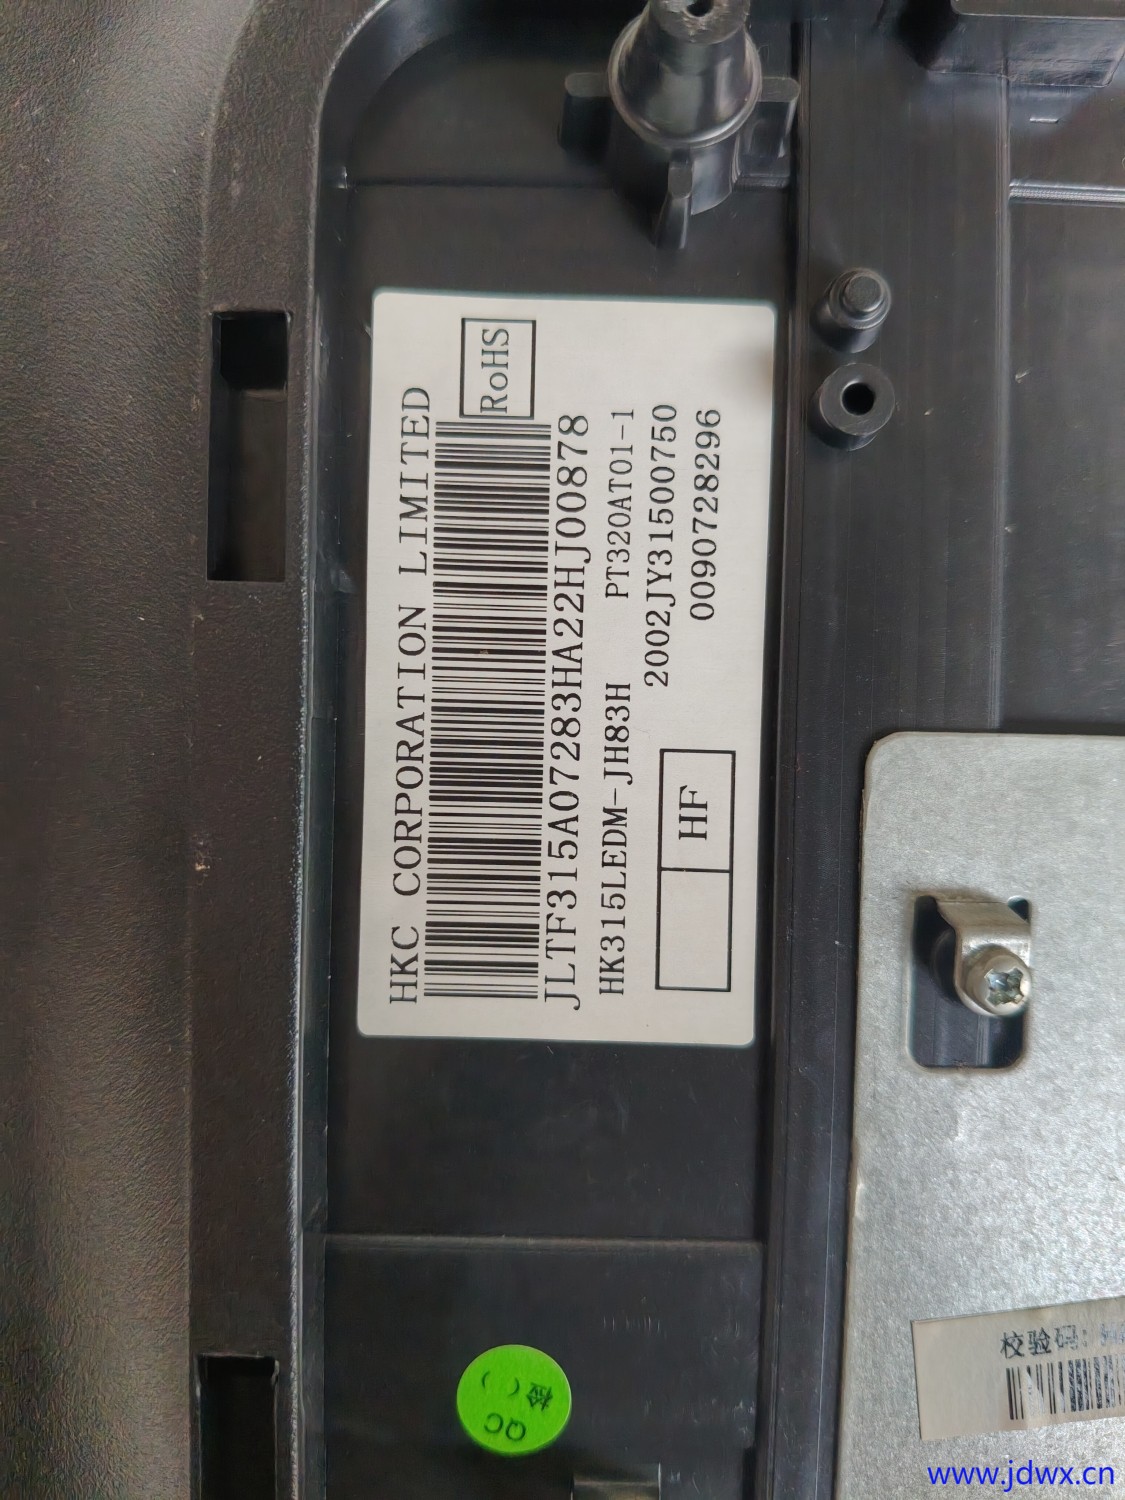 HKC CORPORATION LIMITED
RoHS
JLTF315A07283HA22HJ00878
HK315LEDM-JH83H PT320AT01-1
2002JY31500750
HF
0090728296
QC
检( )
校验码:
www.jdwx.cn